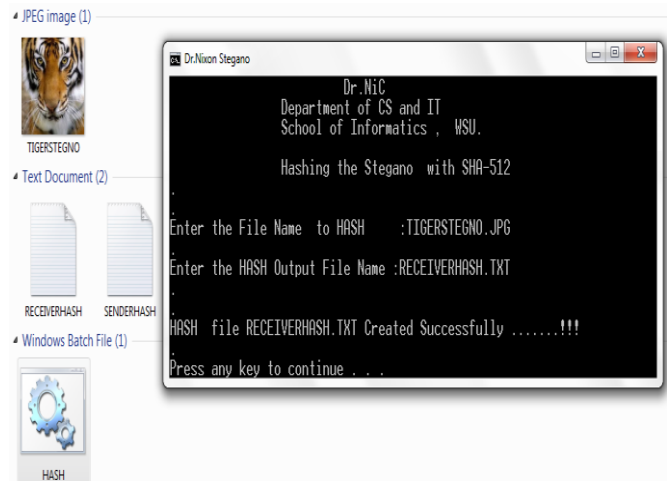 JPEG image (1)
TIGERSTEGNO
Text Document (2)
RECEIVERHASH SENDERHASH
Windows Batch File (1)
HASH
Dr.Nixon Stegano
Dr.NiC
Department of CS and IT
School of Informatics , WSU.
Hashing the Stegano with SHA-512
.
.
Enter the File Name to HASH :TIGERSTEGNO.JPG
.
Enter the HASH Output File Name :RECEIVERHASH.TXT
.
.
HASH file RECEIVERHASH.TXT Created Successfully .......!!!
.
Press any key to continue . . .